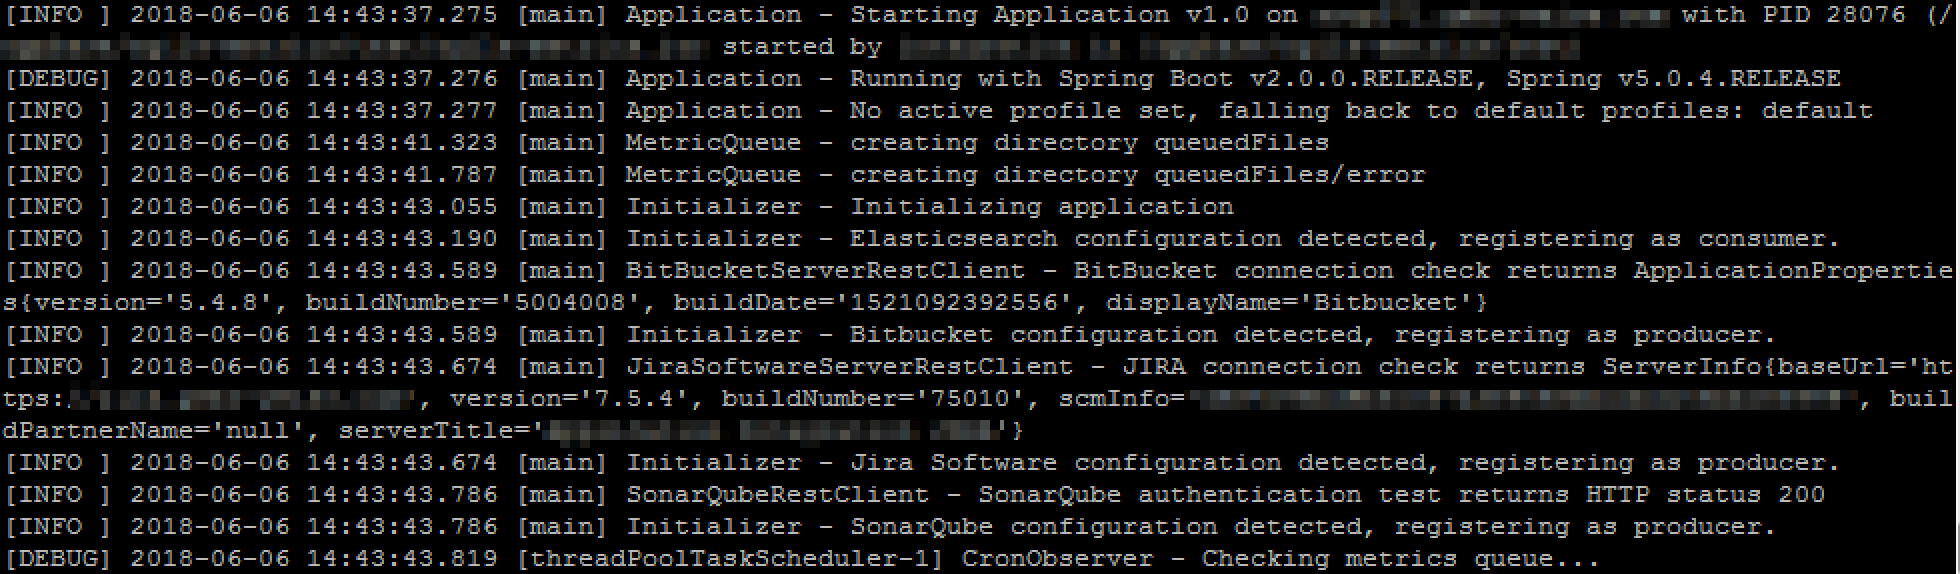 [INFO ] 2018-06-06 14:43:37.275 [main] Application - Starting Application v1.0 on with PID 28076 (/
started by
[DEBUG] 2018-06-06 14:43:37.276 [main] Application - Running with Spring Boot v2.0.0.RELEASE, Spring v5.0.4.RELEASE
[INFO ] 2018-06-06 14:43:37.277 [main] Application - No active profile set, falling back to default profiles: default
[INFO ] 2018-06-06 14:43:41.323 [main] MetricQueue - creating directory queuedFiles
[INFO ] 2018-06-06 14:43:41.787 [main] MetricQueue - creating directory queuedFiles/error
[INFO ] 2018-06-06 14:43:43.055 [main] Initializer - Initializing application
[INFO ] 2018-06-06 14:43:43.190 [main] Initializer - Elasticsearch configuration detected, registering as consumer.
[INFO ] 2018-06-06 14:43:43.589 [main] BitBucketServerRestClient - BitBucket connection check returns ApplicationPropertie
s{version='5.4.8', buildNumber='5004008', buildDate='1521092392556', displayName='Bitbucket'}
[INFO ] 2018-06-06 14:43:43.589 [main] Initializer - Bitbucket configuration detected, registering as producer.
[INFO ] 2018-06-06 14:43:43.674 [main] JiraSoftwareServerRestClient - JIRA connection check returns ServerInfo{baseUrl='ht
tps: , version='7.5.4', buildNumber='75010', scmInfo= , buil
dPartnerName='null', serverTitle=' '}
[INFO ] 2018-06-06 14:43:43.674 [main] Initializer - Jira Software configuration detected, registering as producer.
[INFO ] 2018-06-06 14:43:43.786 [main] SonarQubeRestClient - SonarQube authentication test returns HTTP status 200
[INFO ] 2018-06-06 14:43:43.786 [main] Initializer - SonarQube configuration detected, registering as producer.
[DEBUG] 2018-06-06 14:43:43.819 [threadPoolTaskScheduler-1] CronObserver - Checking metrics queue...